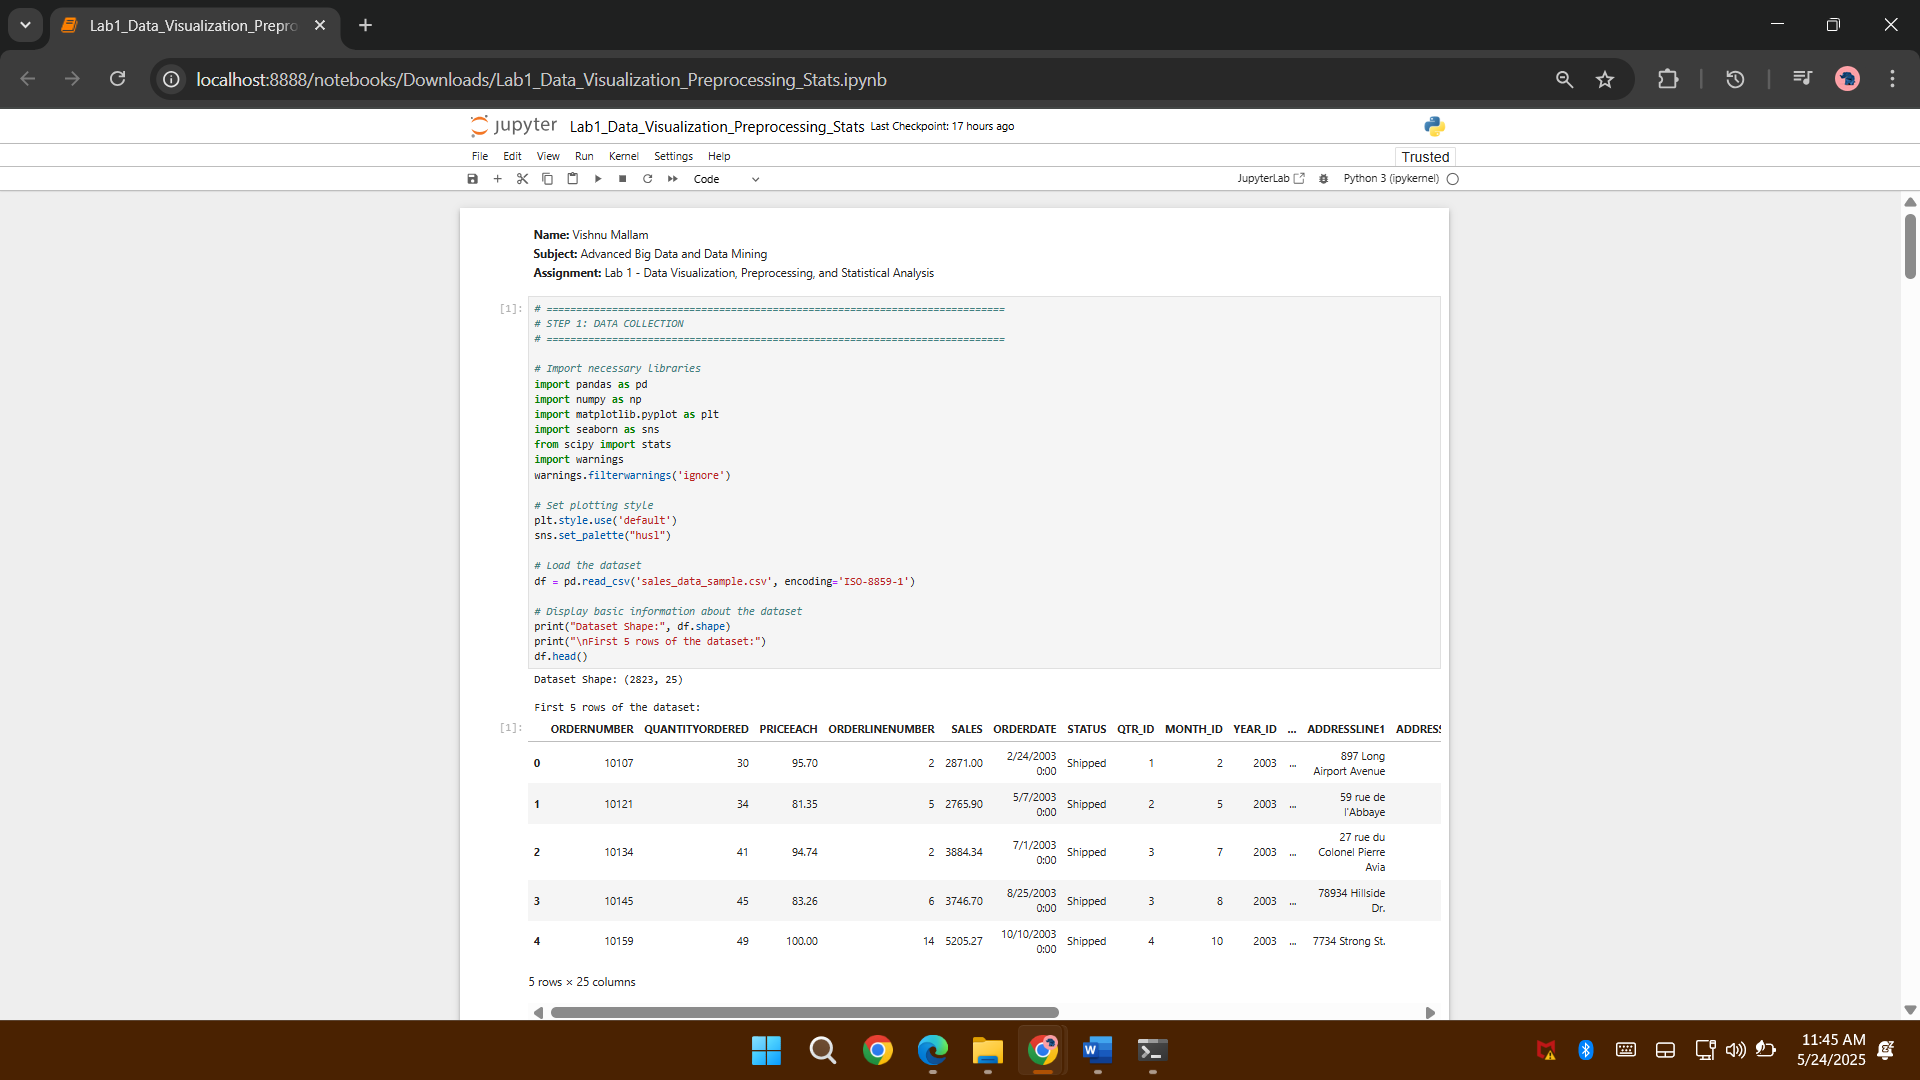 Lab1_Data_Visualization_Prepro
localhost:8888/notebooks/Downloads/Lab1_Data_Visualization_Preprocessing_Stats.ipynb
jupyter Lab1_Data_Visualization_Preprocessing_Stats Last Checkpoint: 17 hours ago
File Edit View Run Kernel Settings Help Trusted
Code JupyterLab Python 3 (ipykernel)
Name: Vishnu Mallam
Subject: Advanced Big Data and Data Mining
Assignment: Lab 1 - Data Visualization, Preprocessing, and Statistical Analysis
[1]: # =============================================================================
# STEP 1: DATA COLLECTION
# =============================================================================
# Import necessary libraries
import pandas as pd
import numpy as np
import matplotlib.pyplot as plt
import seaborn as sns
from scipy import stats
import warnings
warnings.filterwarnings('ignore')
# Set plotting style
plt.style.use('default')
sns.set_palette("husl")
# Load the dataset
df = pd.read_csv('sales_data_sample.csv', encoding='ISO-8859-1')
# Display basic information about the dataset
print("Dataset Shape:", df.shape)
print("\nFirst 5 rows of the dataset:")
df.head()
Dataset Shape: (2823, 25)
First 5 rows of the dataset:
[1]: ORDERNUMBER QUANTITYORDERED PRICEEACH ORDERLINENUMBER SALES ORDERDATE STATUS QTR_ID MONTH_ID YEAR_ID ... ADDRESSLINE1 ADDRESS
0 10107 30 95.70 2 2871.00 2/24/2003 0:00 Shipped 1 2 2003 ... 897 Long Airport Avenue
1 10121 34 81.35 5 2765.90 5/7/2003 0:00 Shipped 2 5 2003 ... 59 rue de l'Abbaye
2 10134 41 94.74 2 3884.34 7/1/2003 0:00 Shipped 3 7 2003 ... 27 rue du Colonel Pierre Avia
3 10145 45 83.26 6 3746.70 8/25/2003 0:00 Shipped 3 8 2003 ... 78934 Hillside Dr.
4 10159 49 100.00 14 5205.27 10/10/2003 0:00 Shipped 4 10 2003 ... 7734 Strong St.
5 rows × 25 columns
11:45 AM
5/24/2025